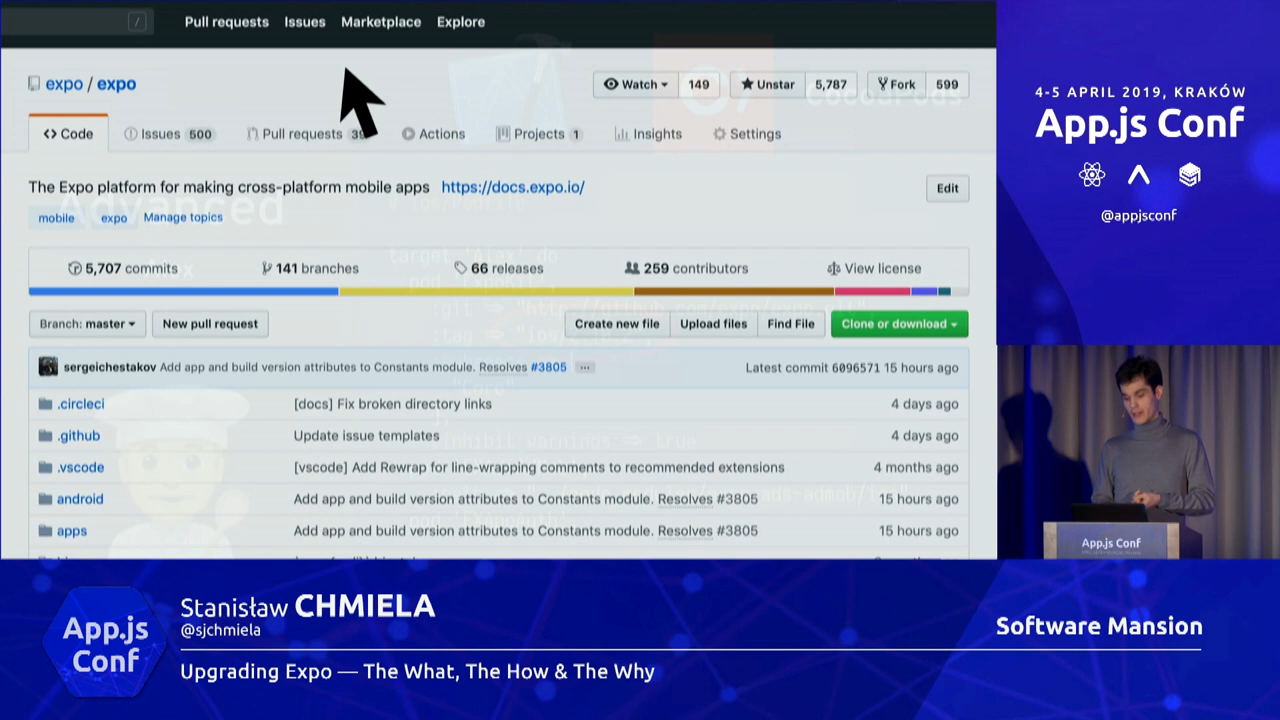 / Pull requests Issues Marketplace Explore
expo / expo Watch 149 Unstar 5,787 Fork 599
Code Issues 500 Pull requests Actions Projects 1 Insights Settings
The Expo platform for making cross-platform mobile apps https://docs.expo.io/ Edit
mobile expo Manage topics
Advanced
5,707 commits 141 branches 66 releases 259 contributors View license
Branch: master New pull request Create new file Upload files Find File Clone or download
sergeichestakov Add app and build version attributes to Constants module. Resolves #3805 ... Latest commit 6096571 15 hours ago
.circleci [docs] Fix broken directory links 4 days ago
.github Update issue templates 4 days ago
.vscode [vscode] Add Rewrap for line-wrapping comments to recommended extensions 4 months ago
android Add app and build version attributes to Constants module. Resolves #3805 15 hours ago
apps Add app and build version attributes to Constants module. Resolves #3805 15 hours ago
4-5 APRIL 2019, KRAKÓW
App.js Conf
@appjsconf
App.js Conf
App.js
Conf
Stanisław CHMIELA
@sjchmiela
Upgrading Expo — The What, The How & The Why
Software Mansion